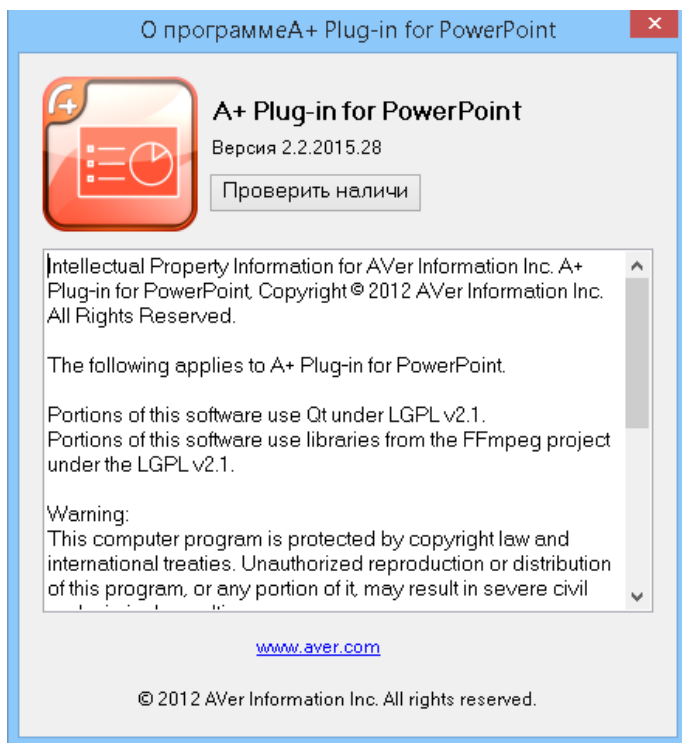 О программеA+ Plug-in for PowerPoint
A+ Plug-in for PowerPoint
Версия 2.2.2015.28
Проверить наличи
Intellectual Property Information for AVer Information Inc. A+
Plug-in for PowerPoint, Copyright © 2012 AVer Information Inc.
All Rights Reserved.
The following applies to A+ Plug-in for PowerPoint.
Portions of this software use Qt under LGPL v2.1.
Portions of this software use libraries from the FFmpeg project
under the LGPL v2.1.
Warning:
This computer program is protected by copyright law and
international treaties. Unauthorized reproduction or distribution
of this program, or any portion of it, may result in severe civil
www.aver.com
© 2012 AVer Information Inc. All rights reserved.